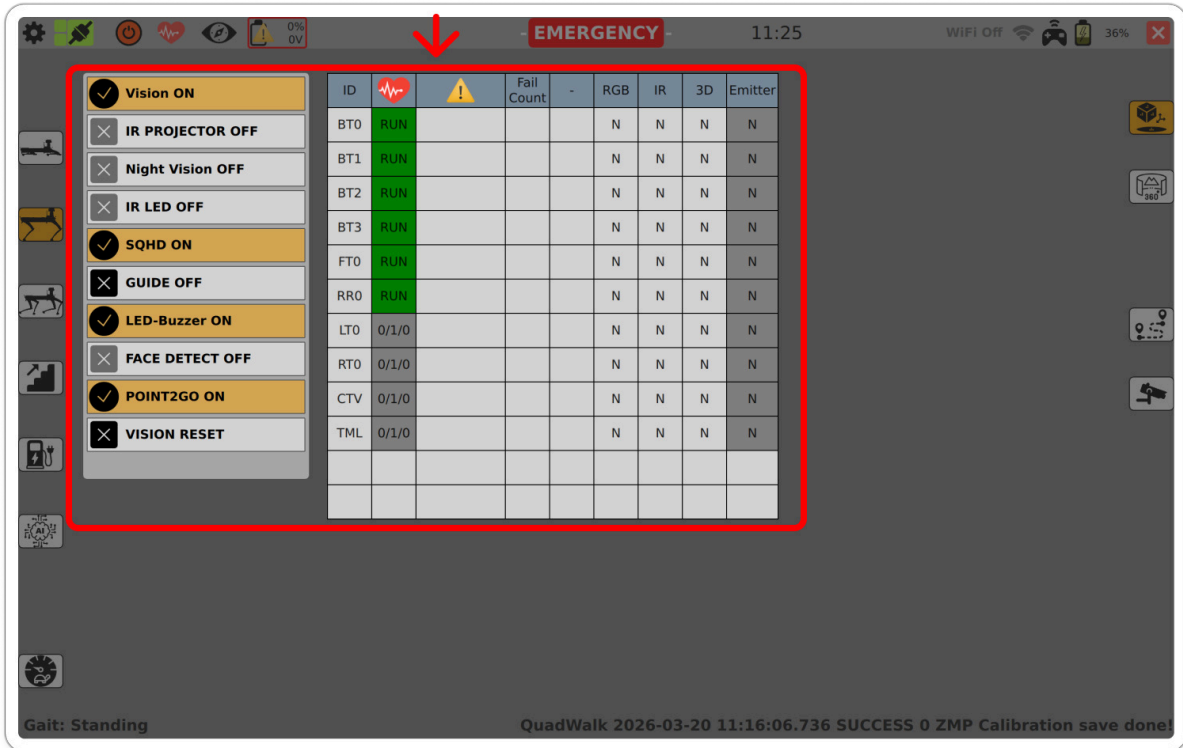 0%
0V
- EMERGENCY -
11:25
WiFi Off
36%
Vision ON
IR PROJECTOR OFF
Night Vision OFF
IR LED OFF
SQHD ON
GUIDE OFF
LED-Buzzer ON
FACE DETECT OFF
POINT2GO ON
VISION RESET
ID Fail Count - RGB IR 3D Emitter
BT0 RUN N N N N
BT1 RUN N N N N
BT2 RUN N N N N
BT3 RUN N N N N
FT0 RUN N N N N
RR0 RUN N N N N
LT0 0/1/0 N N N N
RT0 0/1/0 N N N N
CTV 0/1/0 N N N N
TML 0/1/0 N N N N
360
AI
Gait: Standing
QuadWalk 2026-03-20 11:16:06.736 SUCCESS 0 ZMP Calibration save done!